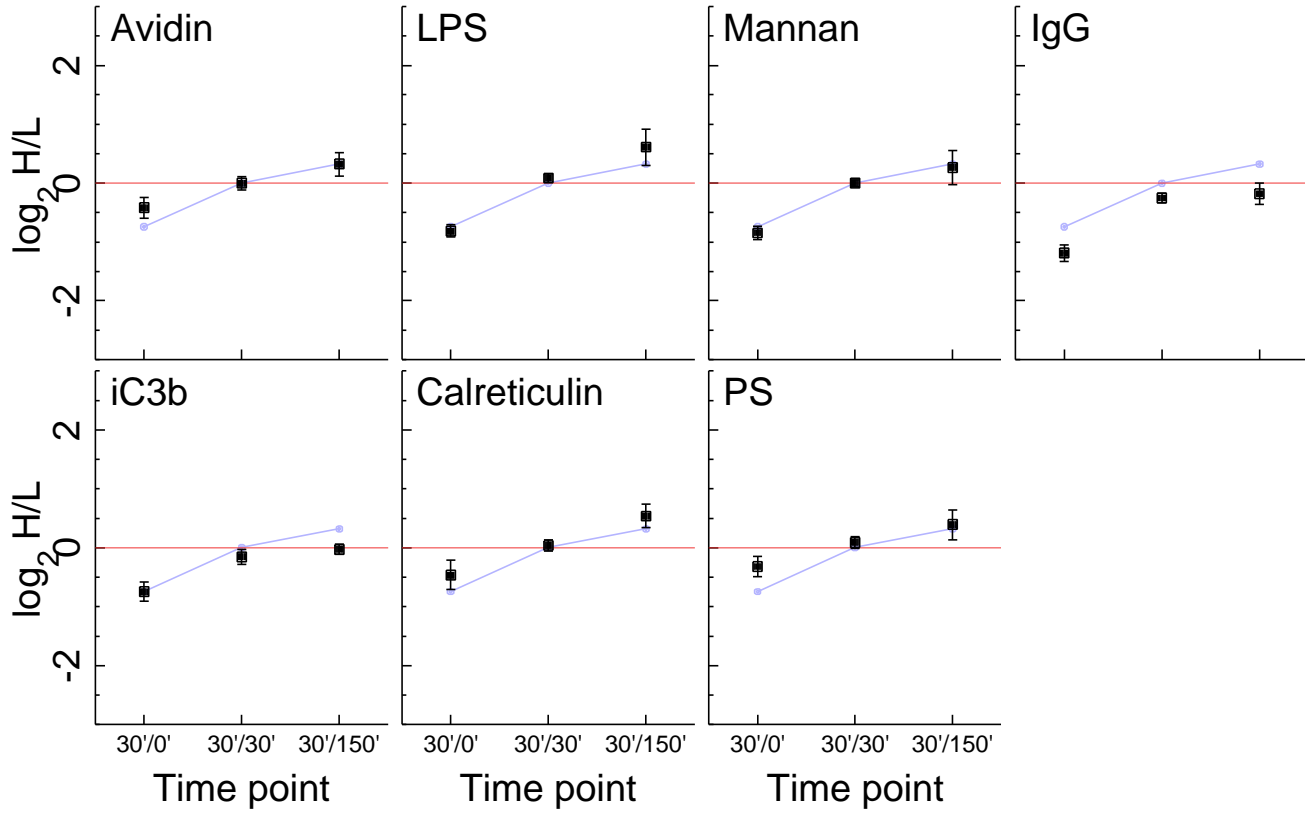 Avidin
LPS
Mannan
IgG
2
0
-2
log2 H/L
iC3b
Calreticulin
PS
2
0
-2
log2 H/L
30'/0' 30'/30' 30'/150'
30'/0' 30'/30' 30'/150'
30'/0' 30'/30' 30'/150'
Time point
Time point
Time point